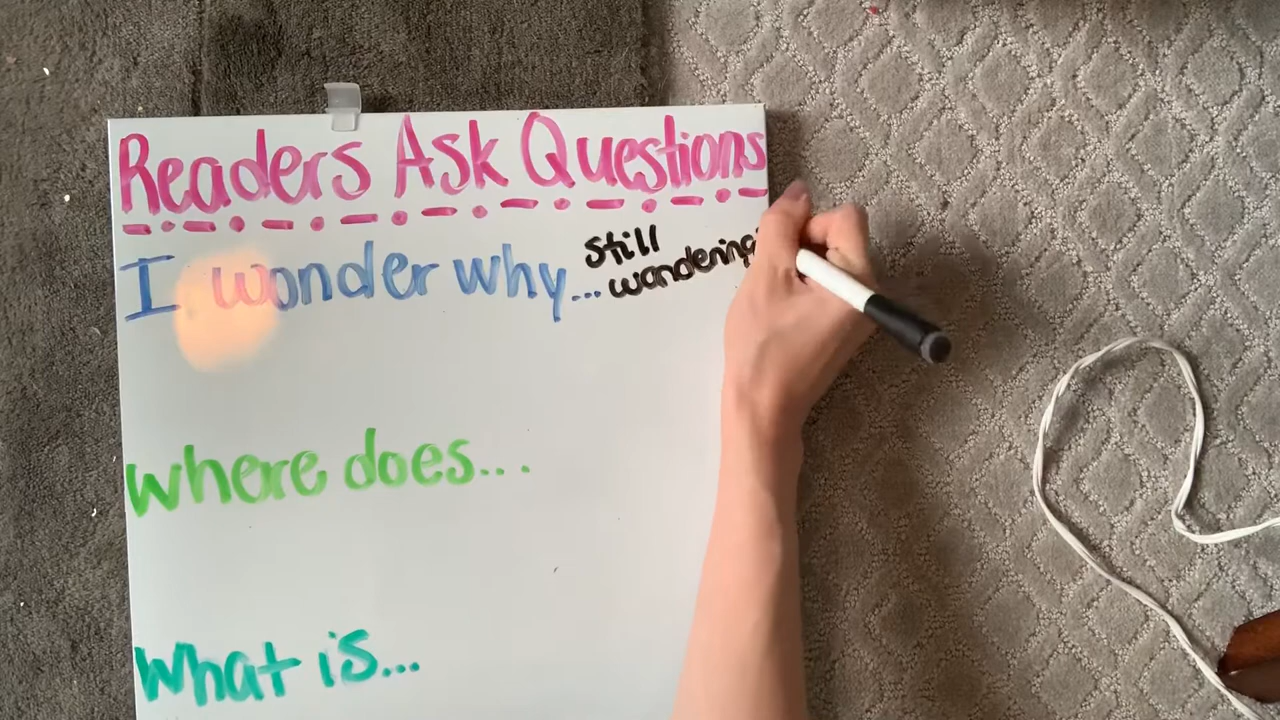 Readers Ask Questions
I wonder why... still
wondering
where does...
what is...